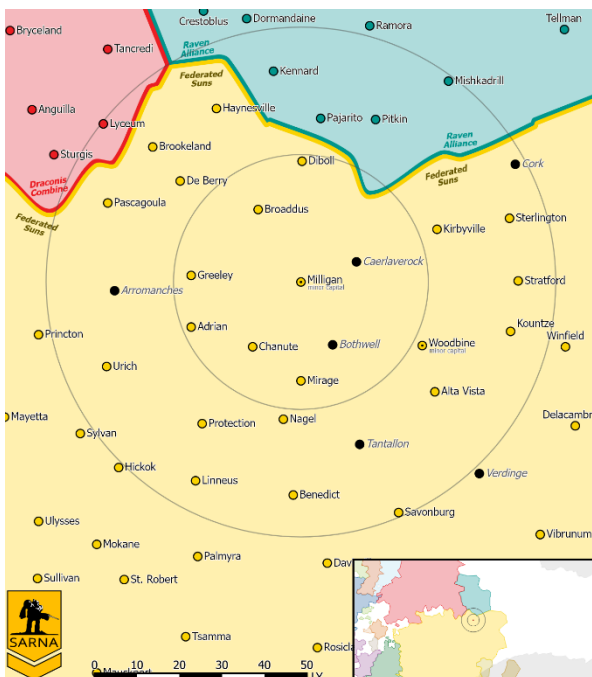 Crestoblus
Dormandaine
Ramora
Tellman
Bryceland
Tancredi
Raven
Alliance
Federated
Suns
Kennard
Mishkadrill
Anguilla
Lyceum
Haynesville
Pajarito
Pitkin
Raven
Alliance
Federated
Suns
Sturgis
Brookeland
Diboll
Cork
Draconis
Combine
Federated
Suns
De Berry
Pascagoula
Broaddus
Kirbyville
Sterlington
Caerlaverock
Greeley
Milligan
minor capital
Stratford
Arromanches
Princton
Adrian
Chanute
Bothwell
Woodbine
minor capital
Kountze
Winfield
Urich
Mirage
Alta Vista
Mayetta
Sylvan
Protection
Nagel
Delacamb
Tantallon
Hickok
Linneus
Verdinge
Benedict
Savonburg
Ulysses
Vibrunum
Mokane
Palmyra
Dav
Sullivan
St. Robert
SARNA
Tsamma
Rosicla
0 10 20 30 40 50 LY